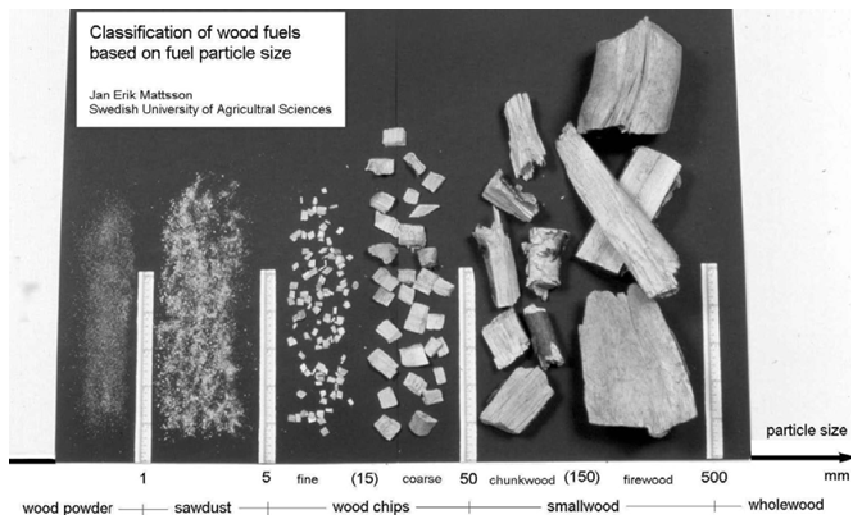 Classification of wood fuels
based on fuel particle size
Jan Erik Mattsson
Swedish University of Agricultral Sciences
particle size
1 5 fine (15) coarse 50 chunkwood (150) firewood 500 mm
wood powder sawdust wood chips smallwood wholewood